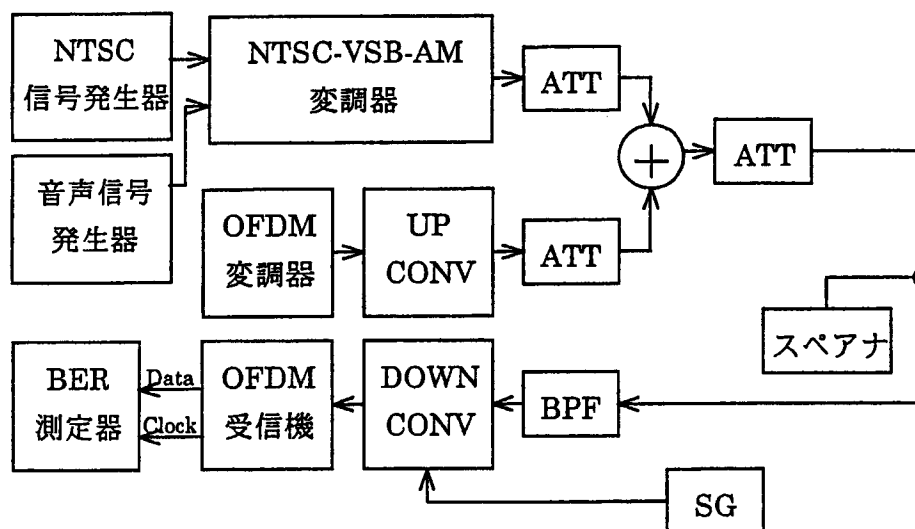 NTSC
信号発生器
NTSC-VSB-AM
変調器
ATT
ATT
音声信号
発生器
OFDM
変調器
UP
CONV
ATT
スペアナ
BER
測定器
Data
Clock
OFDM
受信機
DOWN
CONV
BPF
SG